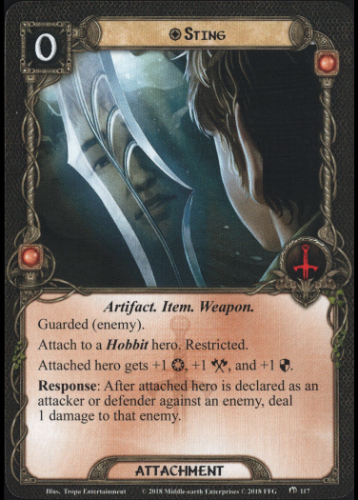 0
Sting
Artifact. Item. Weapon.
Guarded (enemy).
Attach to a Hobbit hero. Restricted.
Attached hero gets +1 , +1 , and +1 .
Response: After attached hero is declared as an
attacker or defender against an enemy, deal
1 damage to that enemy.
ATTACHMENT
Illus. Tropa Entertainment © 2018 Middle-earth Enterprises © 2018 FFG 117